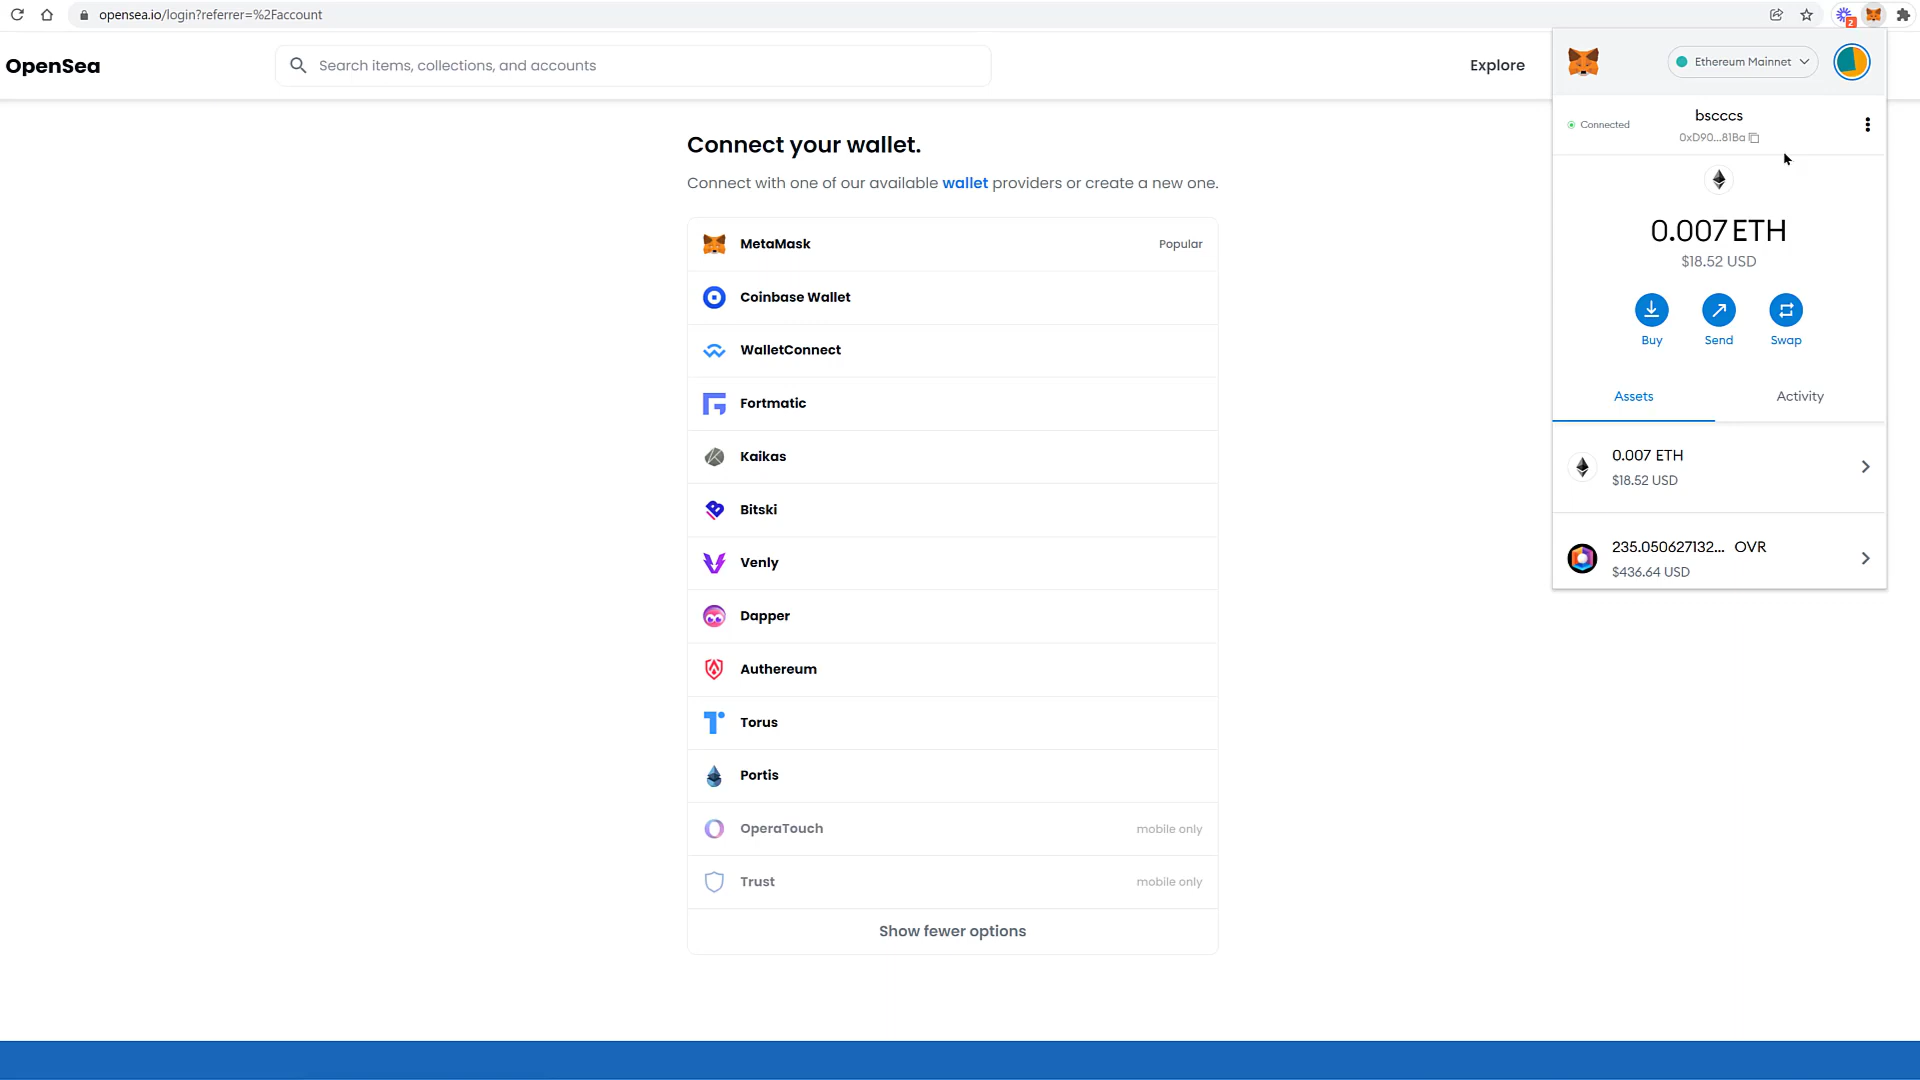 opensea.io/login?referrer=%2Faccount
2
OpenSea
Search items, collections, and accounts
Explore
Ethereum Mainnet
Connected
bscccs
0xD90...81Ba
0.007 ETH
$18.52 USD
Buy
Send
Swap
Assets
Activity
0.007 ETH
$18.52 USD
235.050627132... OVR
$436.64 USD
Connect your wallet.
Connect with one of our available wallet providers or create a new one.
MetaMask
Popular
Coinbase Wallet
WalletConnect
Fortmatic
Kaikas
Bitski
Venly
Dapper
Authereum
Torus
Portis
OperaTouch
mobile only
Trust
mobile only
Show fewer options